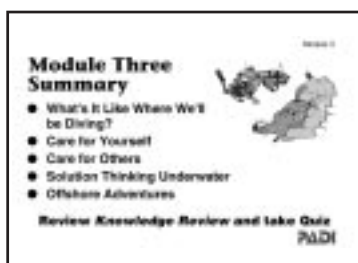 Module Three
Summary
● What's It Like Where We'll
be Diving?
● Care for Yourself
● Care for Others
● Solution Thinking Underwater
● Offshore Adventures
Review Knowledge Review and take Quiz
PADI